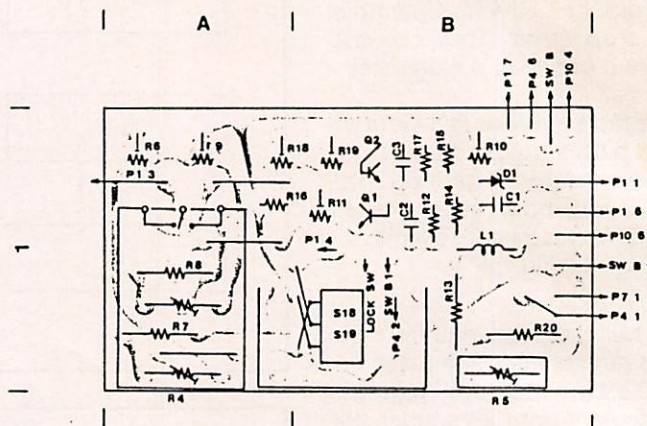 A B
P1 7 P4 6 SW B P10 4
R6 R9 R18 R19 Q2 C3 R17 R15 R10
P1 3 D1 P1 1
R16 R11 Q1 C2 R12 R14 C1 P1 6
P1 4 L1 P10 6
1
SW B
R8 LOCK SW SW B1 R13 P7 1
S18 P4 1
R7 S19 P4 2 R20
R4 R5